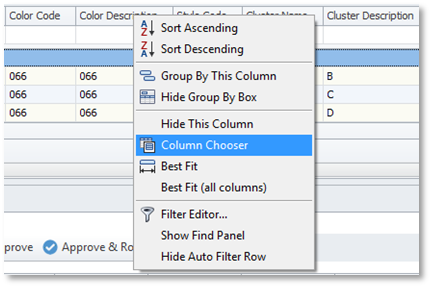 Color Code Color Description Style Code Cluster Name Cluster Description
Sort Ascending
Sort Descending
Group By This Column
066 066 B
Hide Group By Box
066 066 C
066 066 D
Hide This Column
Column Chooser
Best Fit
Best Fit (all columns)
Filter Editor...
Show Find Panel
prove Approve & Ro
Hide Auto Filter Row